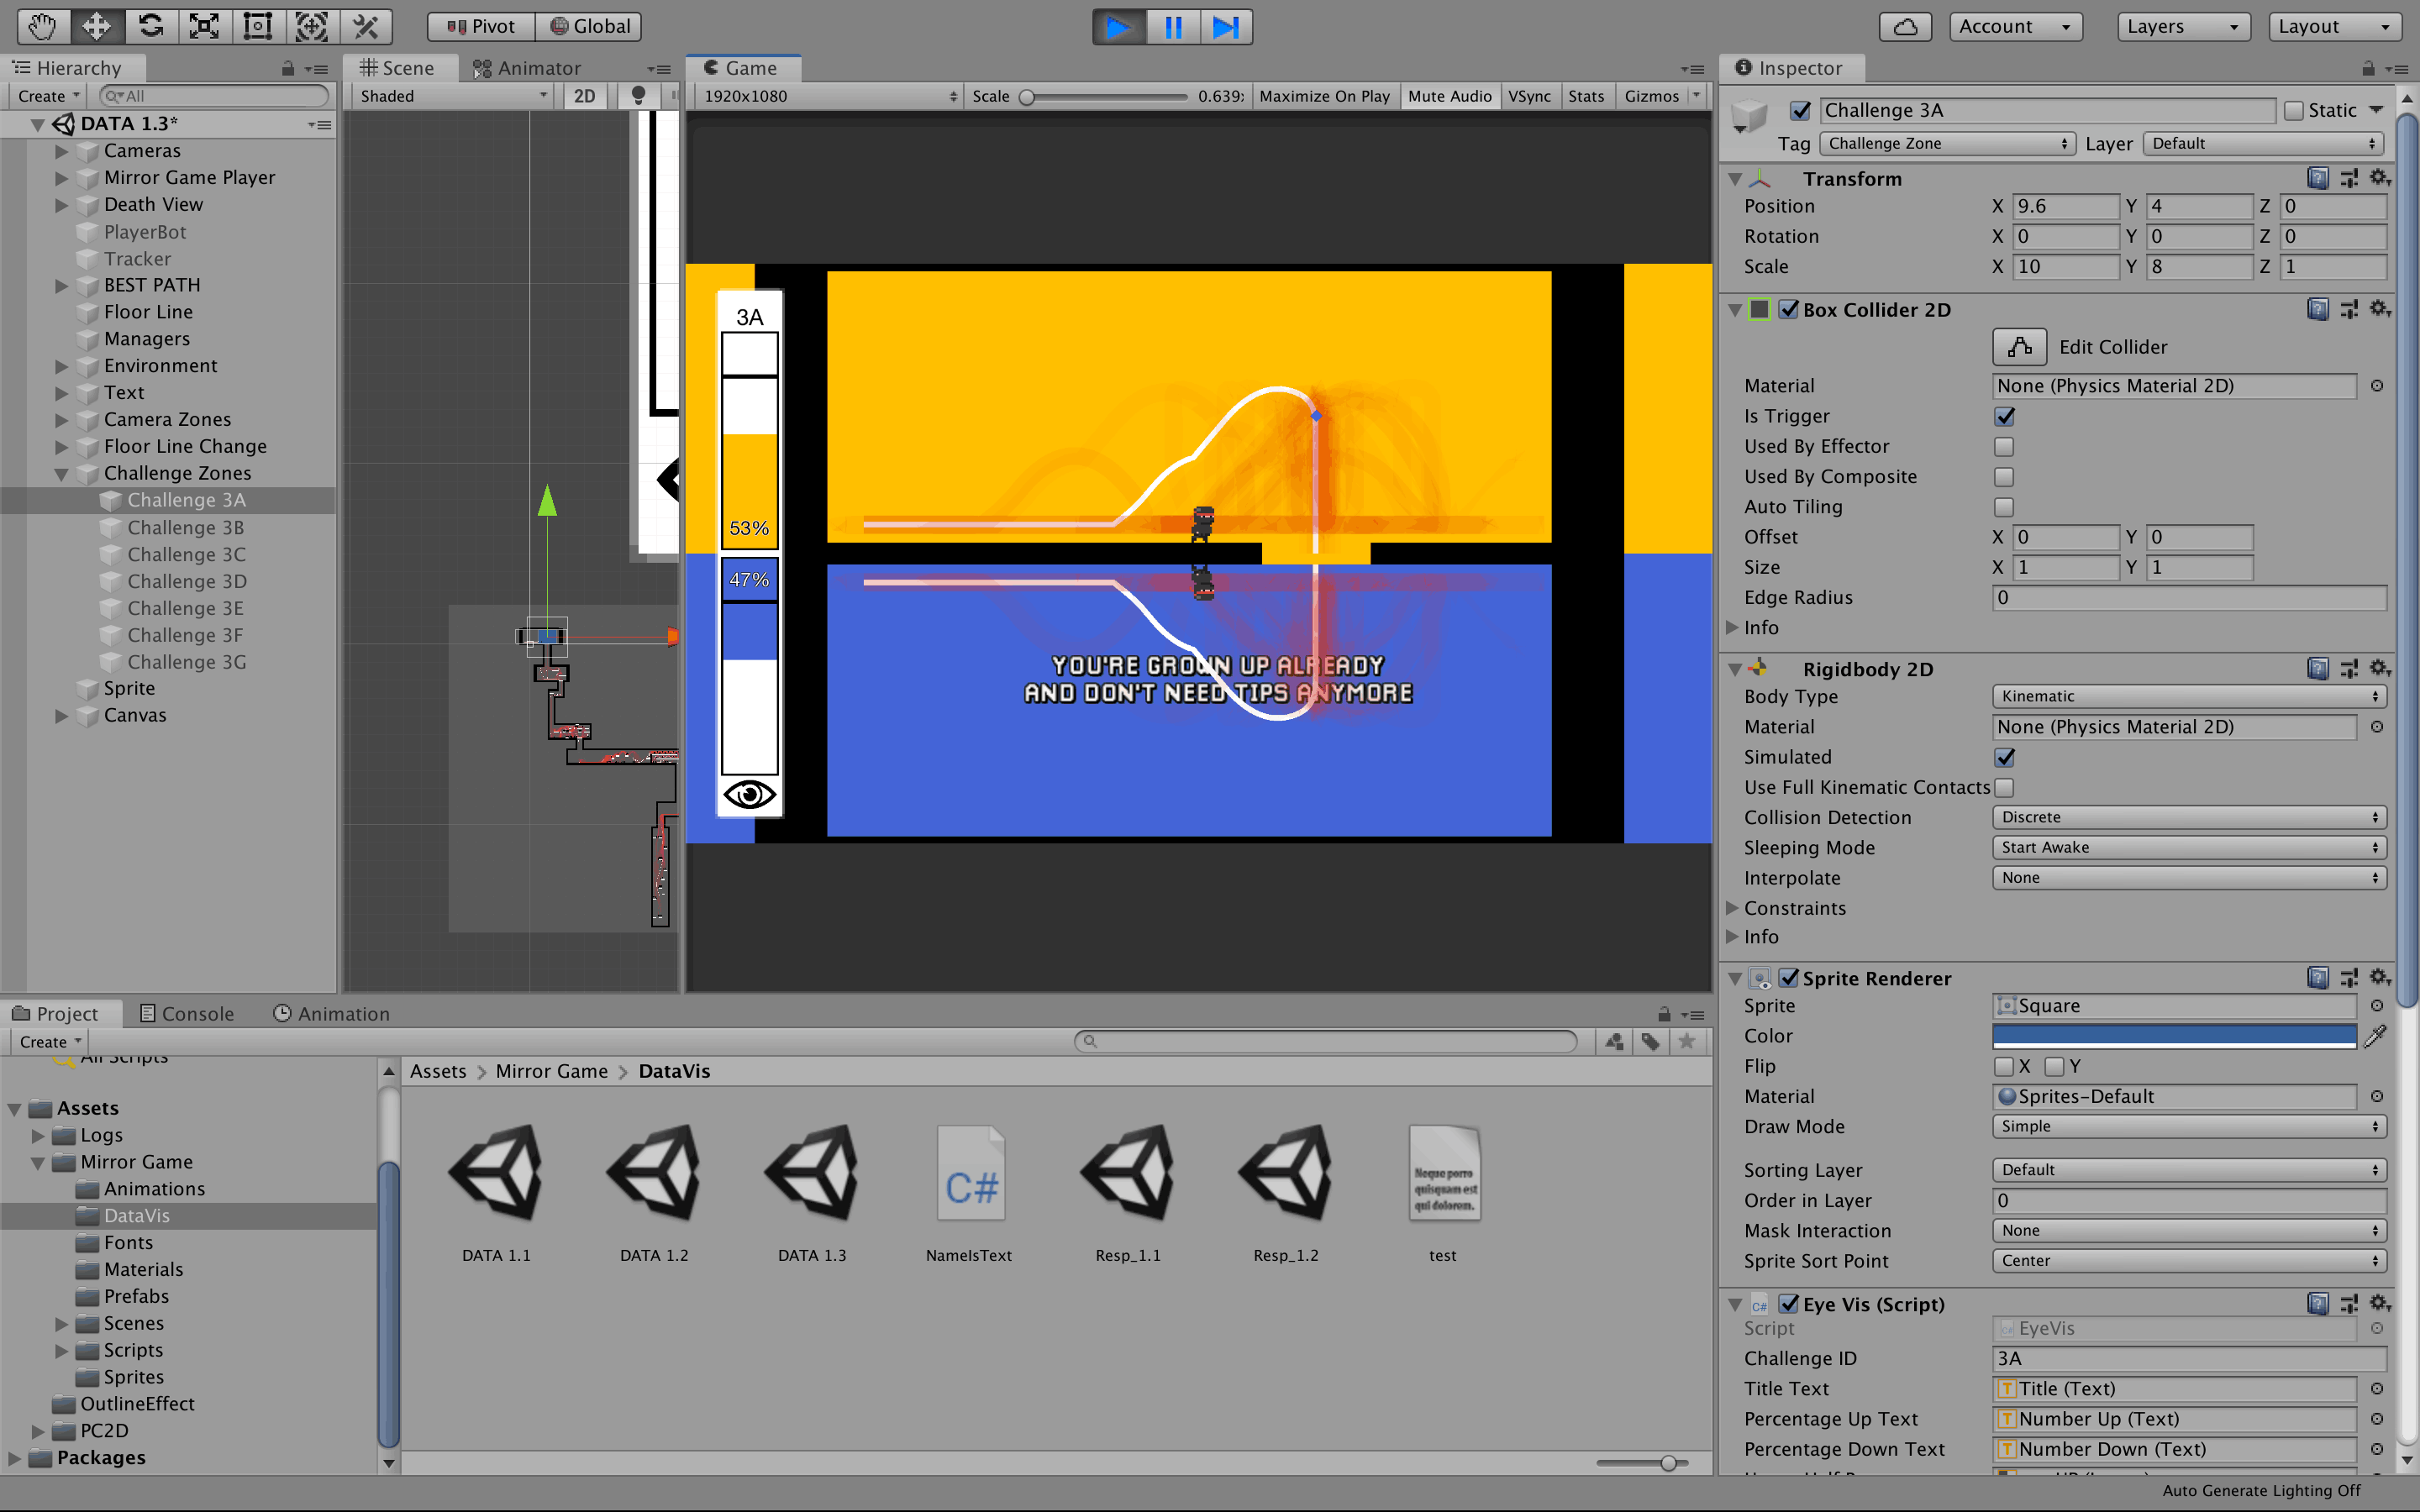 Pivot Global Account Layers Layout
Hierarchy
Create All
DATA 1.3*
Cameras
Mirror Game Player
Death View
PlayerBot
Tracker
BEST PATH
Floor Line
Managers
Environment
Text
Camera Zones
Floor Line Change
Challenge Zones
Challenge 3A
Challenge 3B
Challenge 3C
Challenge 3D
Challenge 3E
Challenge 3F
Challenge 3G
Sprite
Canvas
Scene Animator
Shaded 2D
Game
1920x1080 Scale 0.639 Maximize On Play Mute Audio VSync Stats Gizmos
3A
53%
47%
YOU'RE GROWN UP ALREADY
AND DON'T NEED TIPS ANYMORE
Inspector
Challenge 3A Static
Tag Challenge Zone Layer Default
Transform
Position X 9.6 Y 4 Z 0
Rotation X 0 Y 0 Z 0
Scale X 10 Y 8 Z 1
Box Collider 2D
Edit Collider
Material None (Physics Material 2D)
Is Trigger
Used By Effector
Used By Composite
Auto Tiling
Offset X 0 Y 0
Size X 1 Y 1
Edge Radius 0
Info
Rigidbody 2D
Body Type Kinematic
Material None (Physics Material 2D)
Simulated
Use Full Kinematic Contacts
Collision Detection Discrete
Sleeping Mode Start Awake
Interpolate None
Constraints
Info
Sprite Renderer
Sprite Square
Color
Flip X Y
Material Sprites-Default
Draw Mode Simple
Sorting Layer Default
Order in Layer 0
Mask Interaction None
Sprite Sort Point Center
C# Eye Vis (Script)
Script EyeVis
Challenge ID 3A
Title Text Title (Text)
Percentage Up Text Number Up (Text)
Percentage Down Text Number Down (Text)
Project Console Animation
Create
All Scripts
Assets
Logs
Mirror Game
Animations
DataVis
Fonts
Materials
Prefabs
Scenes
Scripts
Sprites
OutlineEffect
PC2D
Packages
Assets > Mirror Game > DataVis
C#
Neque porro
quisquam est
qui dolorem.
DATA 1.1 DATA 1.2 DATA 1.3 NameIsText Resp_1.1 Resp_1.2 test
Auto Generate Lighting Off